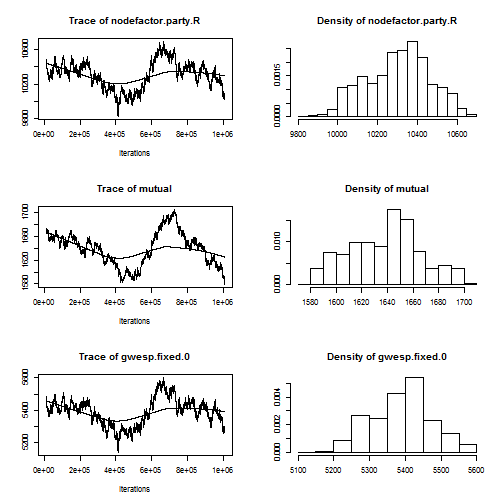 Trace of nodefactor.party.R
Density of nodefactor.party.R
9800 10200 10600
0e+00 2e+05 4e+05 6e+05 8e+05 1e+06
Iterations
0.0000 0.0015
9800 10000 10200 10400 10600
Trace of mutual
Density of mutual
1580 1620 1660 1700
0e+00 2e+05 4e+05 6e+05 8e+05 1e+06
Iterations
0.000 0.010
1580 1600 1620 1640 1660 1680 1700
Trace of gwesp.fixed.0
Density of gwesp.fixed.0
5200 5400 5600
0e+00 2e+05 4e+05 6e+05 8e+05 1e+06
Iterations
0.000 0.002 0.004
5100 5200 5300 5400 5500 5600